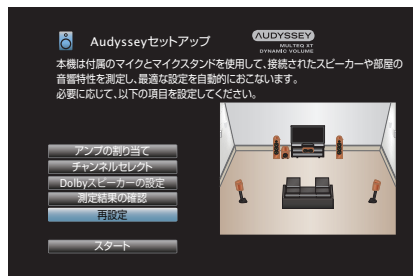 Audysseyセットアップ
AUDYSSEY
MULTEQ XT
DYNAMIC VOLUME
本機は付属のマイクとマイクスタンドを使用して、接続されたスピーカーや部屋の
音響特性を測定し、最適な設定を自動的におこないます。
必要に応じて、以下の項目を設定してください。
アンプの割り当て
チャンネルセレクト
Dolbyスピーカーの設定
測定結果の確認
再設定
スタート